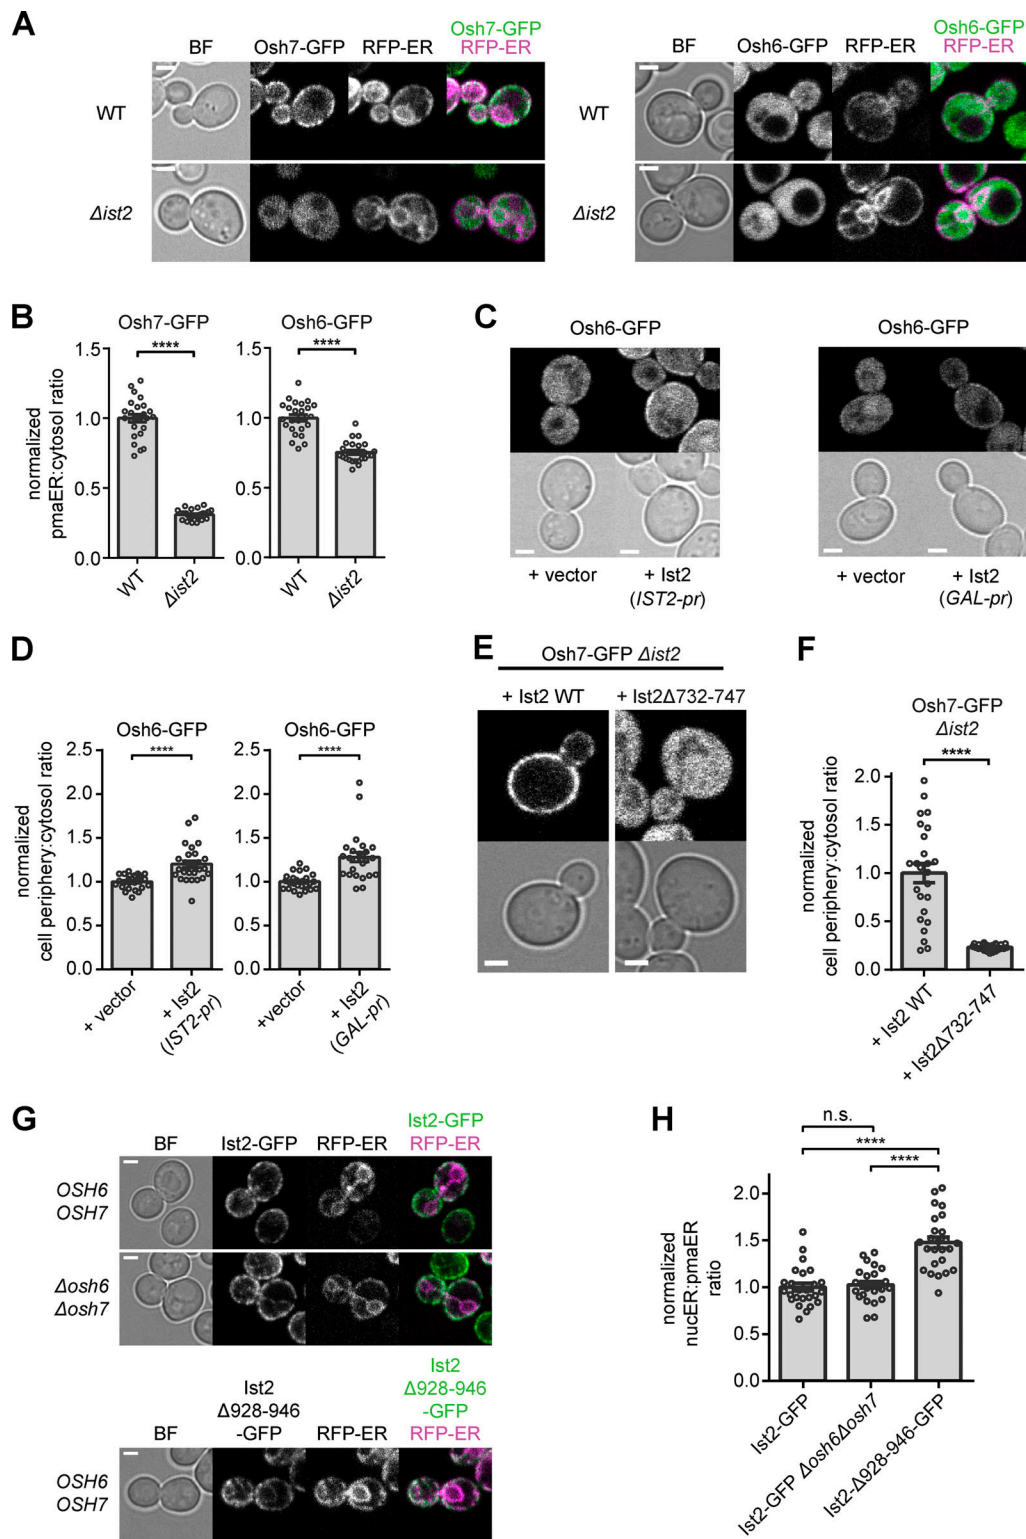 A
BF Osh7-GFP RFP-ER Osh7-GFP
RFP-ER
WT
Δist2
BF Osh6-GFP RFP-ER Osh6-GFP
RFP-ER
WT
Δist2
B
Osh7-GFP
normalized
pmaER:cytosol ratio
1.5
1.0
0.5
0.0
****
WT
Δist2
Osh6-GFP
1.5
1.0
0.5
0.0
****
WT
Δist2
C
Osh6-GFP
+ vector + Ist2
(IST2-pr)
Osh6-GFP
+ vector + Ist2
(GAL-pr)
D
Osh6-GFP
normalized
cell periphery:cytosol ratio
2.5
2.0
1.5
1.0
0.5
0.0
****
+ vector
+ Ist2
(IST2-pr)
Osh6-GFP
2.5
2.0
1.5
1.0
0.5
0.0
****
+vector
+ Ist2
(GAL-pr)
E
Osh7-GFP Δist2
+ Ist2 WT + Ist2Δ732-747
F
Osh7-GFP
Δist2
normalized
cell periphery:cytosol ratio
2.0
1.5
1.0
0.5
0.0
****
+ Ist2 WT
+ Ist2Δ732-747
G
BF Ist2-GFP RFP-ER Ist2-GFP
RFP-ER
OSH6
OSH7
Δosh6
Δosh7
BF Ist2
Δ928-946
-GFP RFP-ER Ist2
Δ928-946
-GFP
RFP-ER
OSH6
OSH7
H
n.s.
****
****
normalized
nucER:pmaER
ratio
2.0
1.5
1.0
0.5
0.0
Ist2-GFP
Ist2-GFP Δosh6Δosh7
Ist2-Δ928-946-GFP